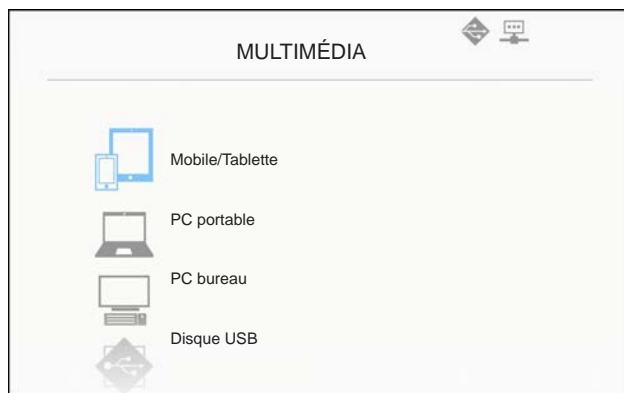 MULTIMÉDIA
Mobile/Tablette
PC portable
PC bureau
Disque USB